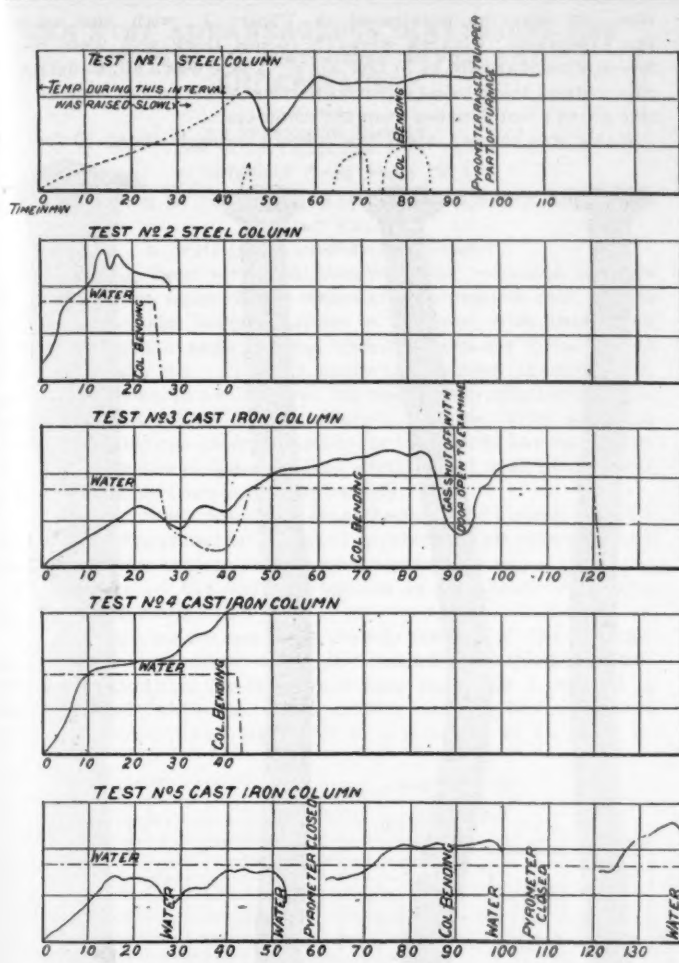 TEST Nº1 STEEL COLUMN
TEMP. DURING THIS INTERVAL
WAS RAISED SLOWLY
COL BENDING
PYROMETER RAISED TO UPPER
PART OF FURNACE
TIME IN MIN
0 10 20 30 40 50 60 70 80 90 100 110
TEST Nº2 STEEL COLUMN
WATER
COL BENDING
0 10 20 30 0
TEST Nº3 CAST IRON COLUMN
WATER
COL BENDING
GAS SHUT OFF WITH
DOOR OPEN TO EXAMINE
0 10 20 30 40 50 60 70 80 90 100 110 120
TEST Nº4 CAST IRON COLUMN
WATER
COL BENDING
0 10 20 30 40
TEST Nº5 CAST IRON COLUMN
WATER
WATER
WATER
PYROMETER CLOSED
COL BENDING
WATER
PYROMETER
CLOSED
WATER
0 10 20 30 40 50 60 70 80 90 100 110 120 130